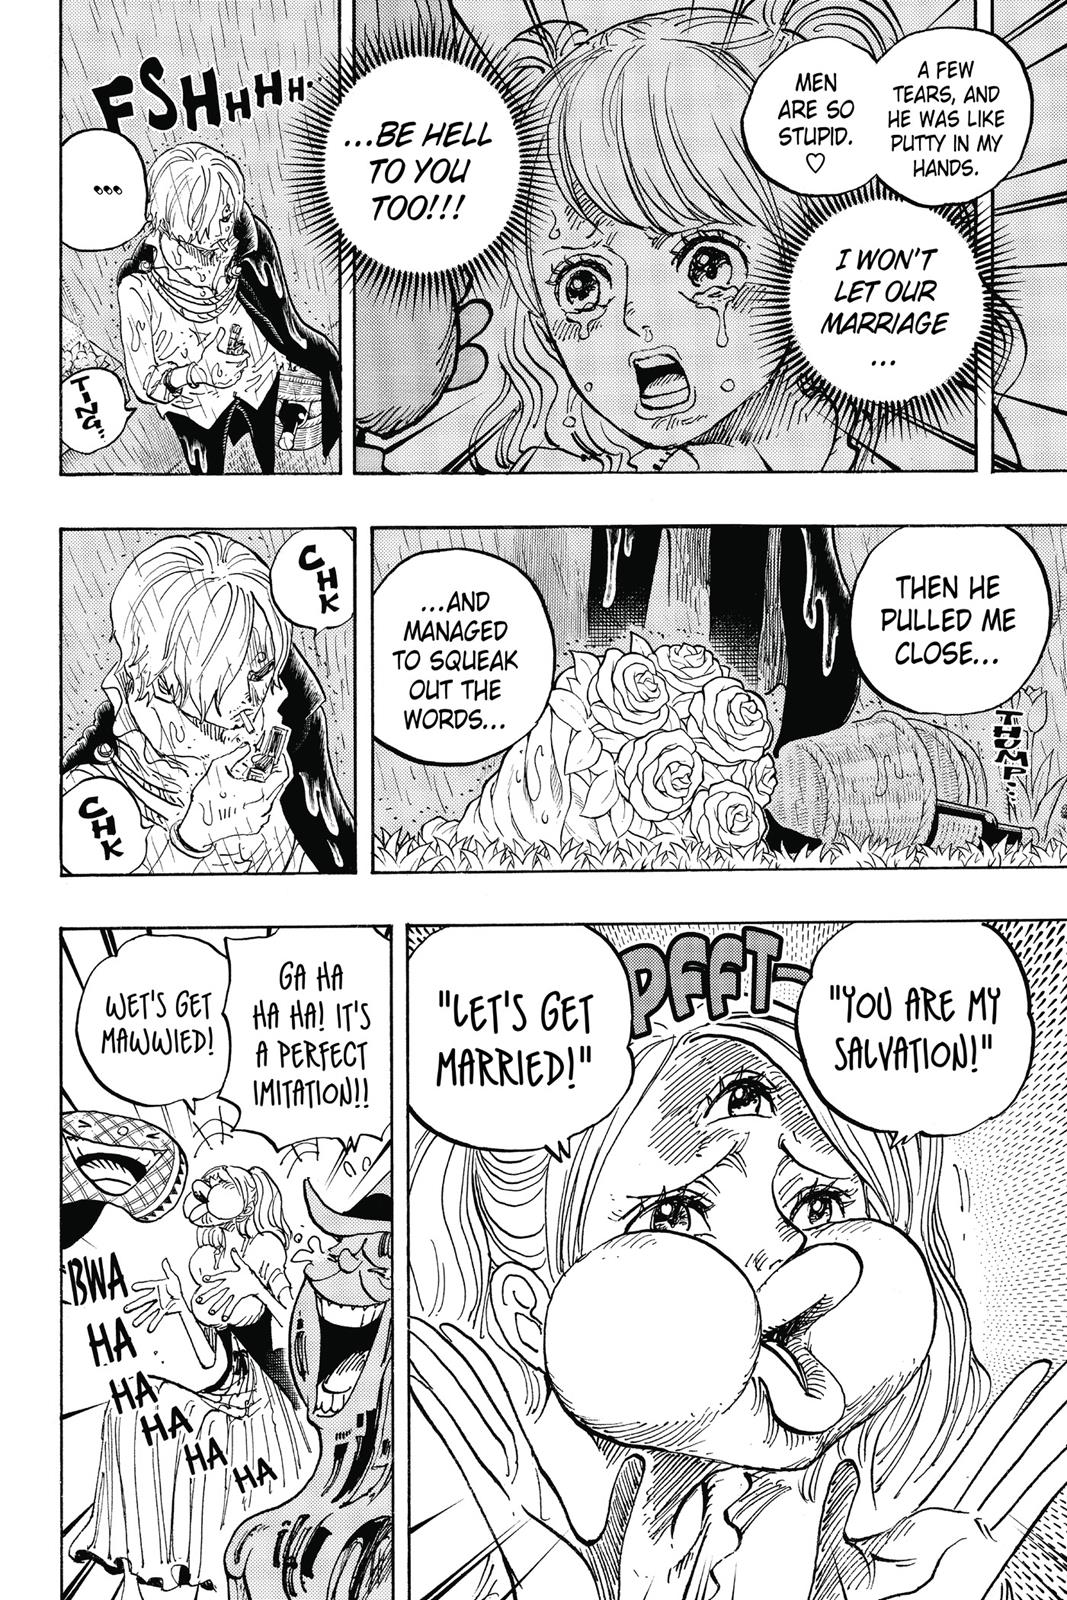 A FEW
TEARS, AND
HE WAS LIKE
PUTTY IN MY
HANDS.
MEN
ARE SO
STUPID.
♡
I WON'T
LET OUR
MARRIAGE
...
...BE HELL
TO YOU
TOO!!!
FSHHHHH..
...
TING...
THEN HE
PULLED ME
CLOSE...
THUMP...
...AND
MANAGED
TO SQUEAK
OUT THE
WORDS...
CHK
CHK
"YOU ARE MY
SALVATION!"
PFFT—
"LET'S GET
MARRIED!"
GA HA
HA HA! IT'S
A PERFECT
IMITATION!!
WET'S GET
MAWWIED!
BWA
HA
HA
HA
HA
HA